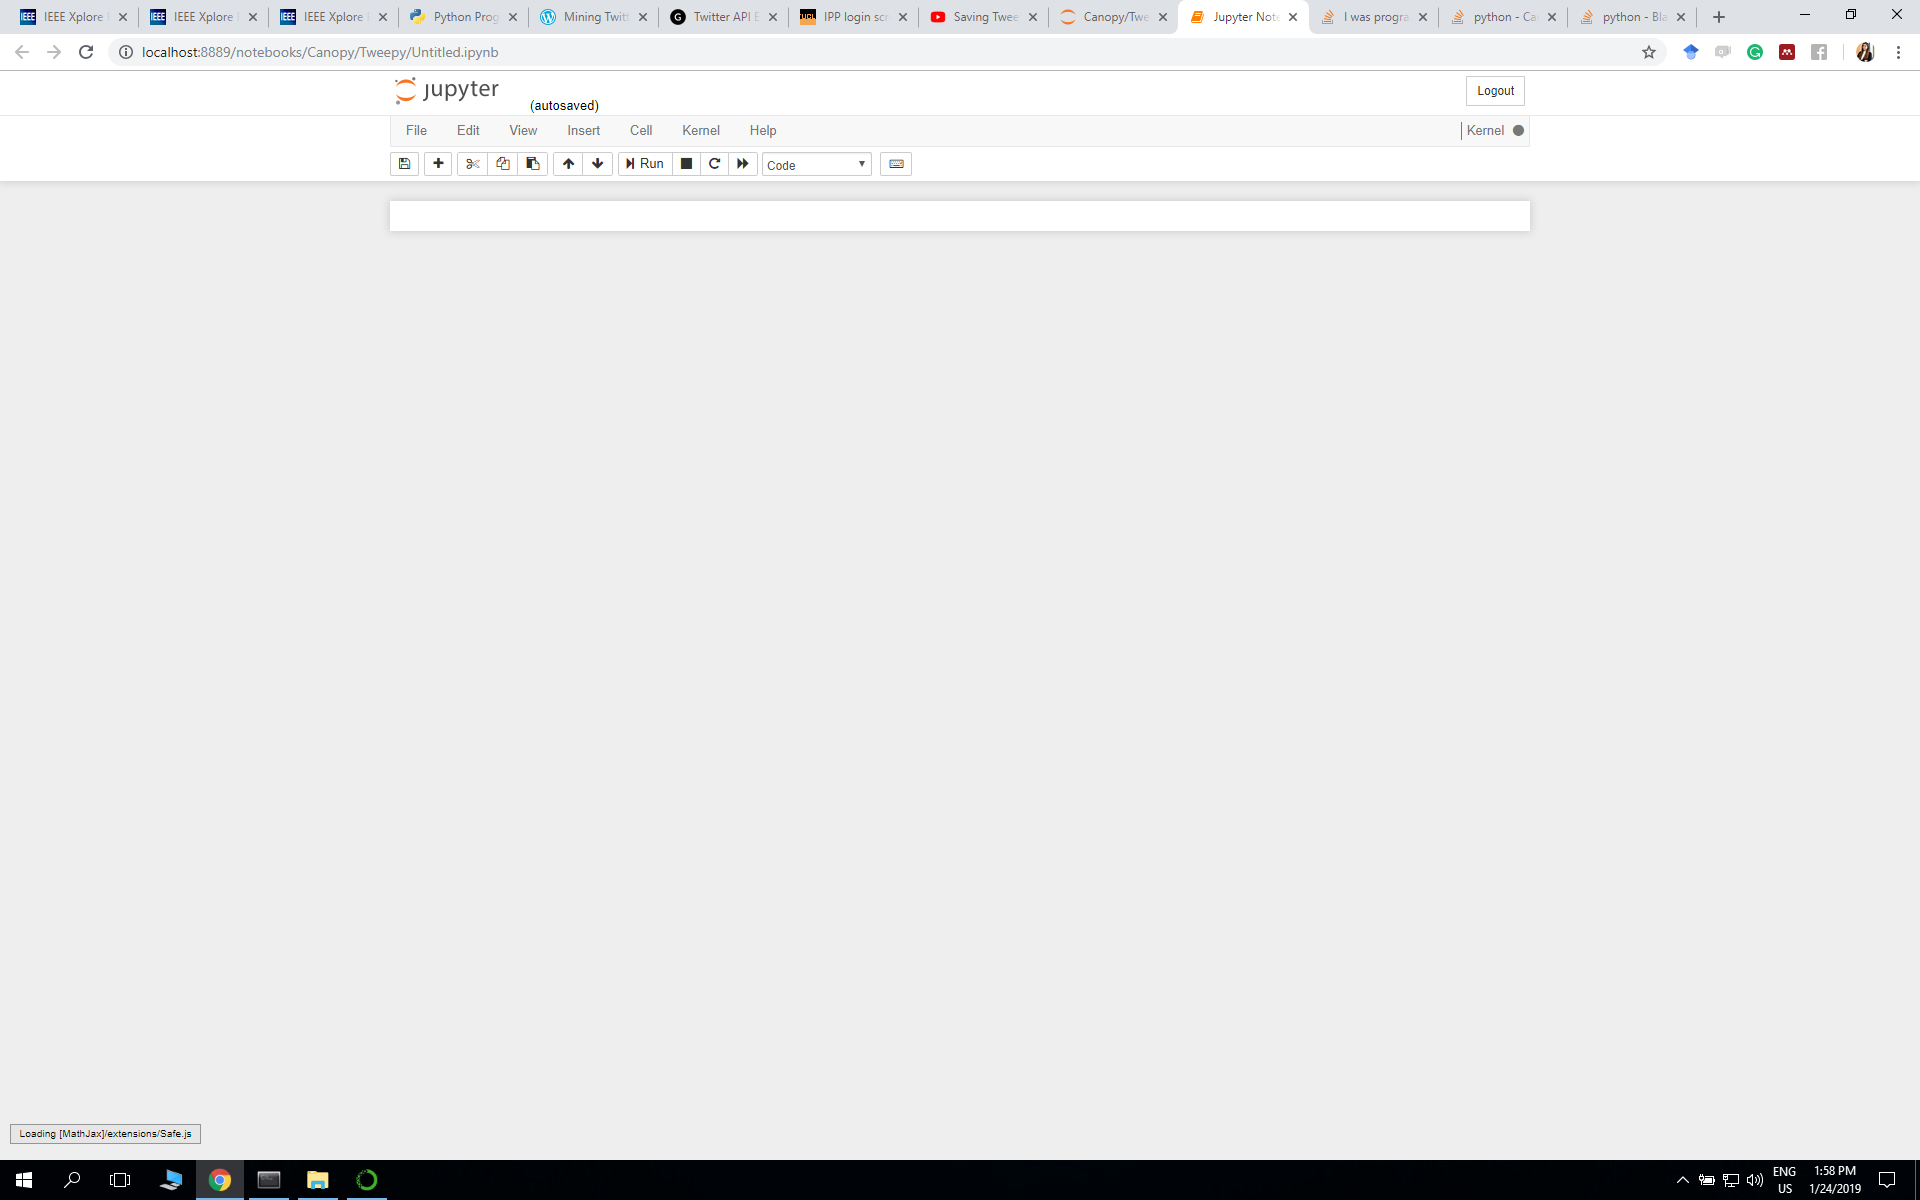 IEEE Xplore
IEEE Xplore
IEEE Xplore
Python Prog
Mining Twitt
Twitter API E
IPP login scr
Saving Twee
Canopy/Twe
Jupyter Note
I was progra
python - Ca
python - Bla
localhost:8889/notebooks/Canopy/Tweepy/Untitled.ipynb
jupyter
(autosaved)
Logout
File Edit View Insert Cell Kernel Help
Kernel
Run
Code
Loading [MathJax]/extensions/Safe.js
ENG
US
1:58 PM
1/24/2019